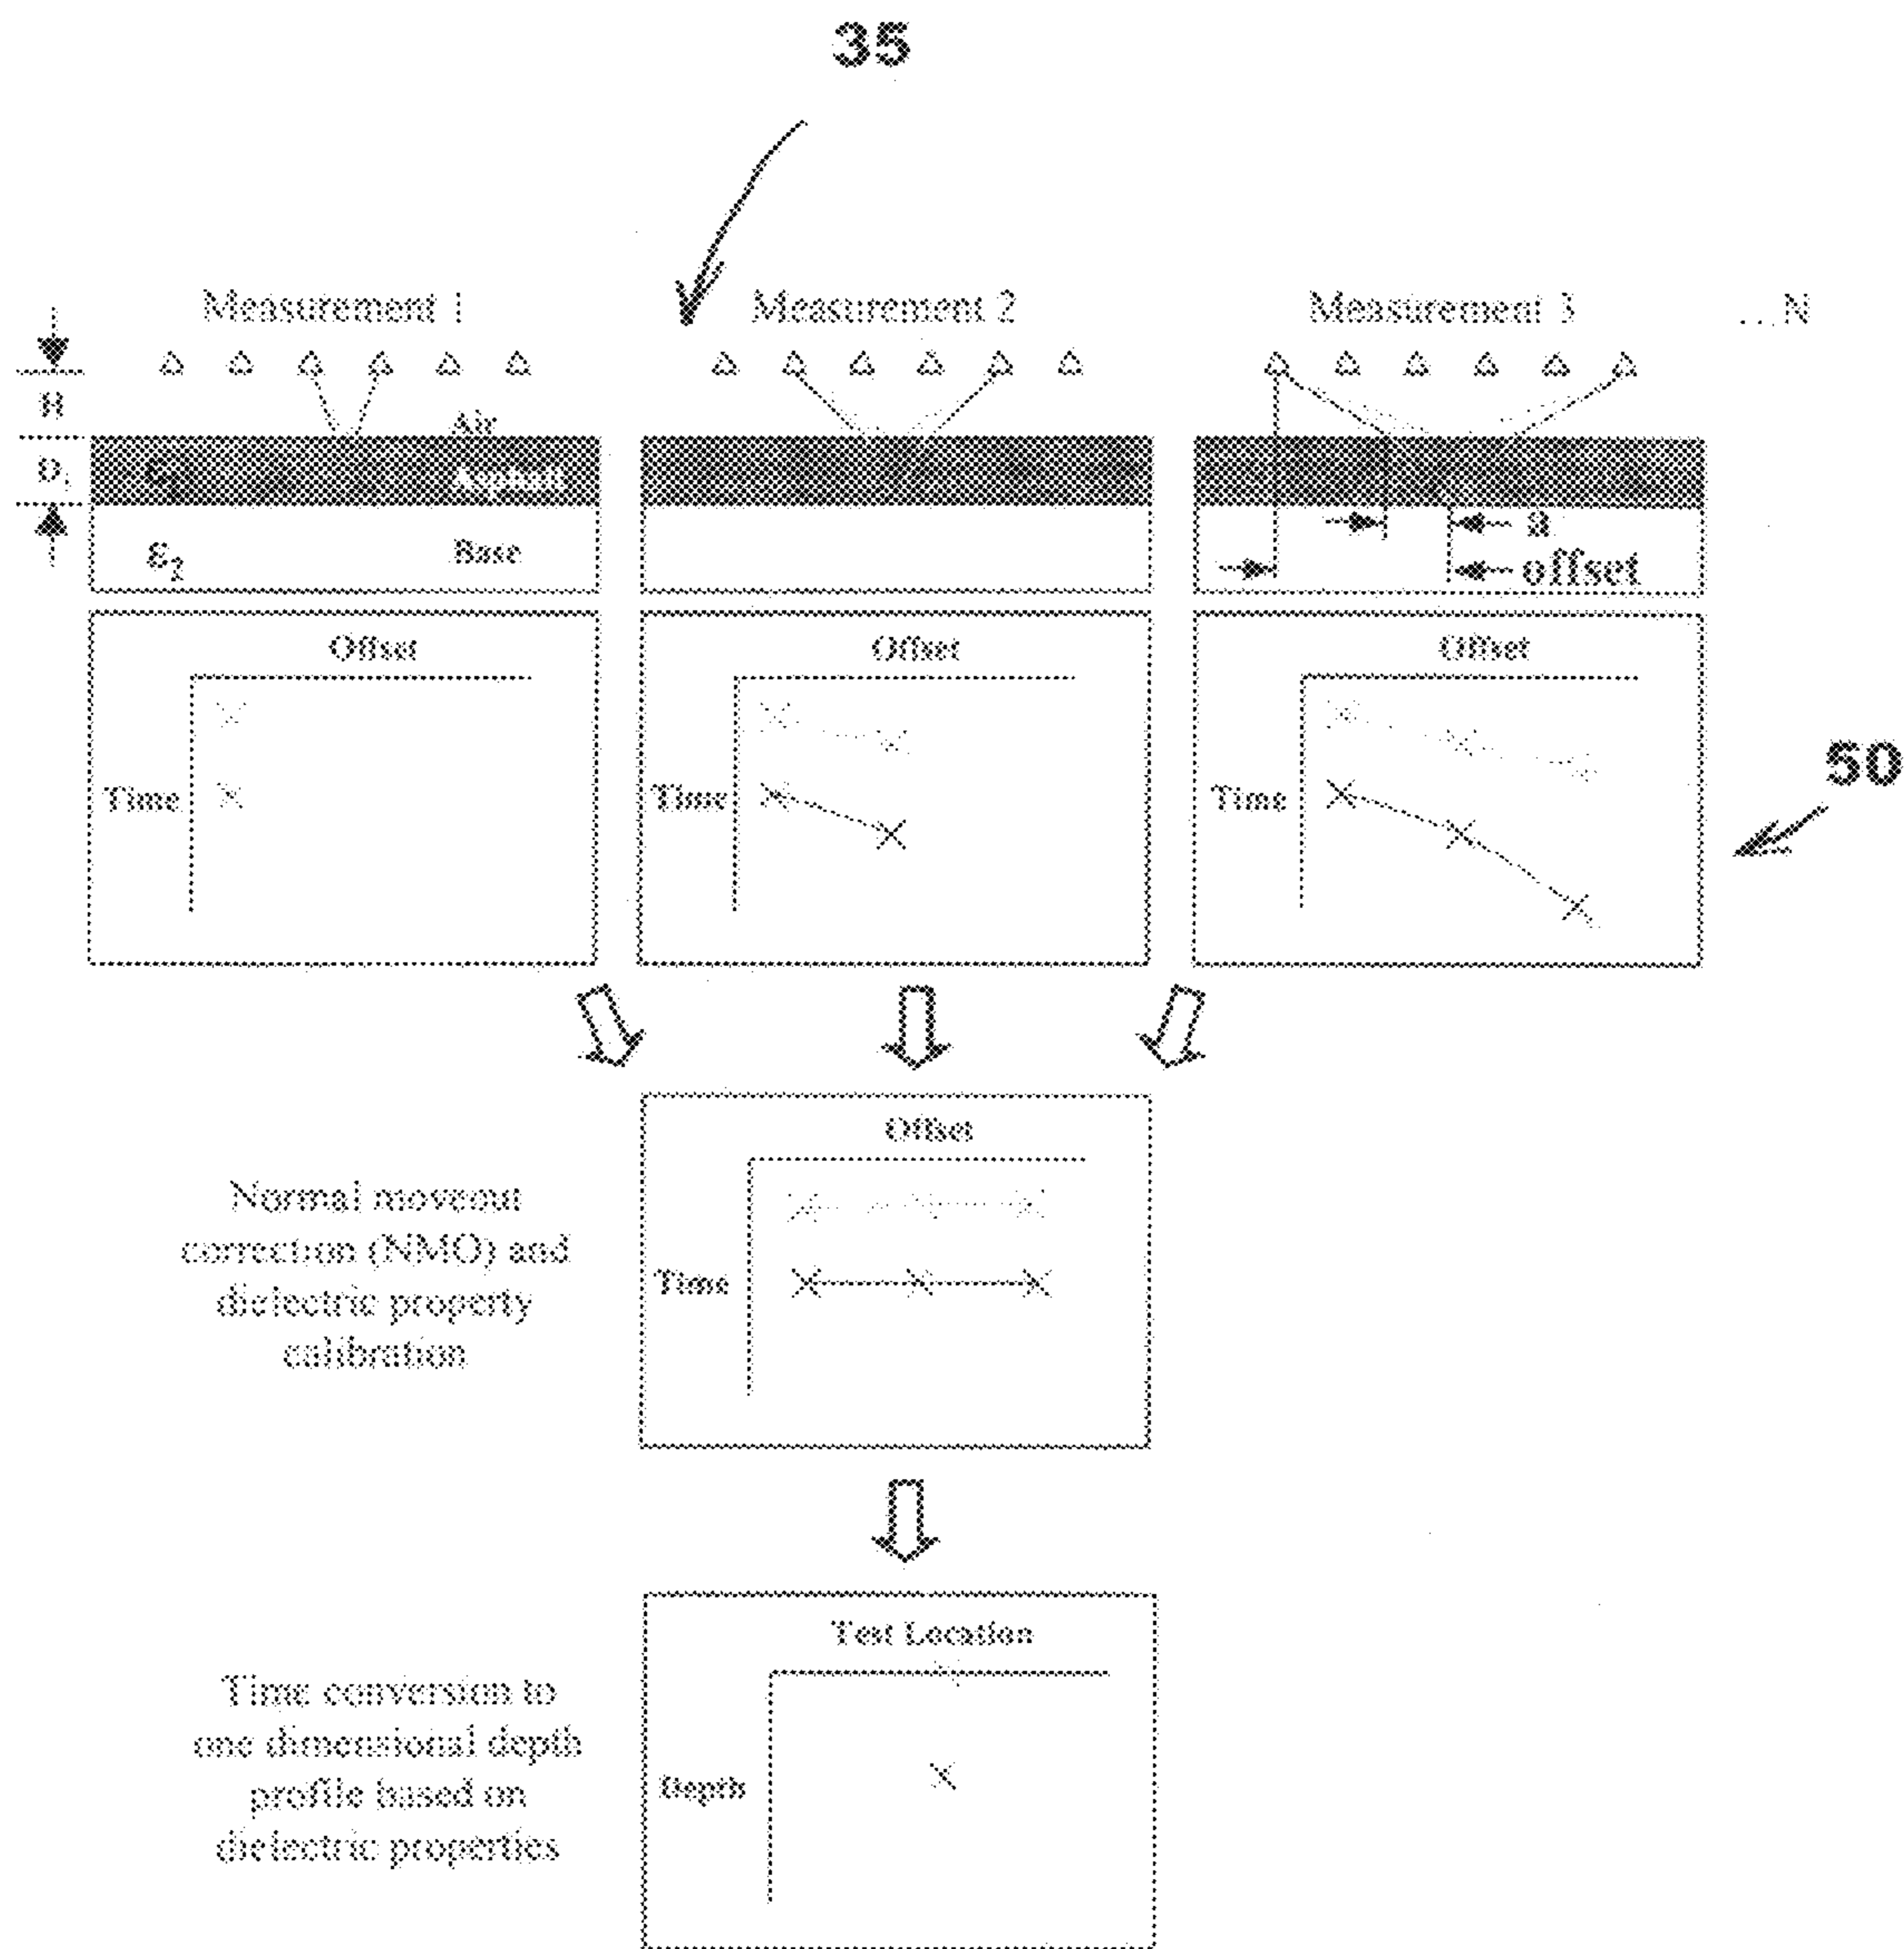 35
Measurement 1
Measurement 2
Measurement 3
...N
H
Air
D₁
ε₁
Asphalt
ε₂
Base
a
offset
Offset
Offset
Offset
Time
Time
Time
50
Offset
Time
Normal moveout
correction (NMO) and
dielectric property
calibration
Test Location
Depth
Time conversion to
one dimensional depth
profile based on
dielectric properties